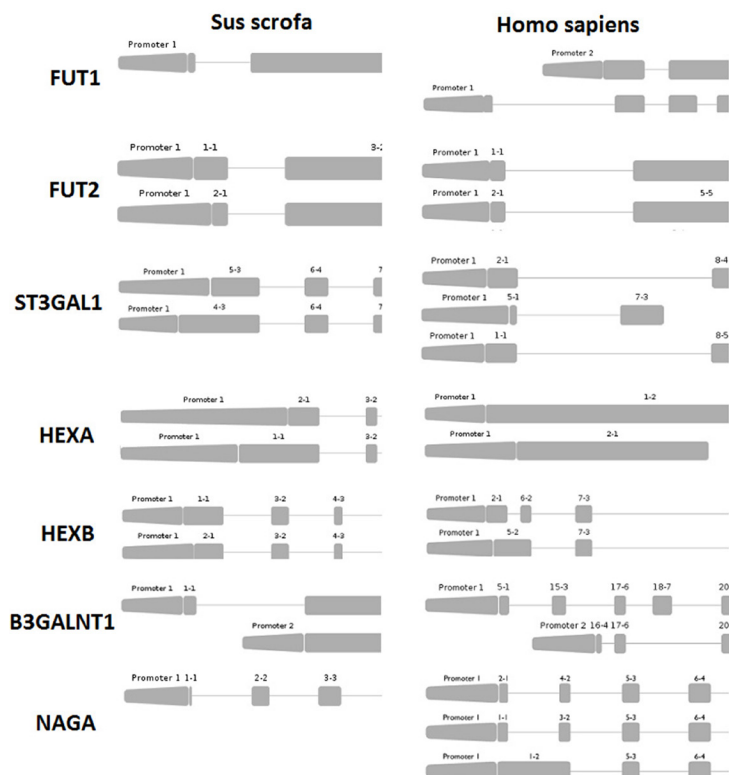 Sus scrofa Homo sapiens
FUT1
Promoter 1
Promoter 2
Promoter 1
FUT2
Promoter 1 1-1 3-2
Promoter 1 2-1
Promoter 1 1-1
Promoter 1 2-1 5-5
ST3GAL1
Promoter 1 5-3 6-4 7
Promoter 1 4-3 6-4 7
Promoter 1 2-1 8-4
Promoter 1 5-1 7-3
Promoter 1 1-1 8-5
HEXA
Promoter 1 2-1 3-2
Promoter 1 1-1 3-2
Promoter 1 1-2
Promoter 1 2-1
HEXB
Promoter 1 1-1 3-2 4-3
Promoter 1 2-1 3-2 4-3
Promoter 1 2-1 6-2 7-3
Promoter 1 5-2 7-3
B3GALNT1
Promoter 1 1-1
Promoter 2
Promoter 1 5-1 15-3 17-6 18-7 20
Promoter 2 16-4 17-6 20
NAGA
Promoter 1 1-1 2-2 3-3
Promoter 1 2-1 4-2 5-3 6-4
Promoter 1 1-1 3-2 5-3 6-4
Promoter 1 1-2 5-3 6-4